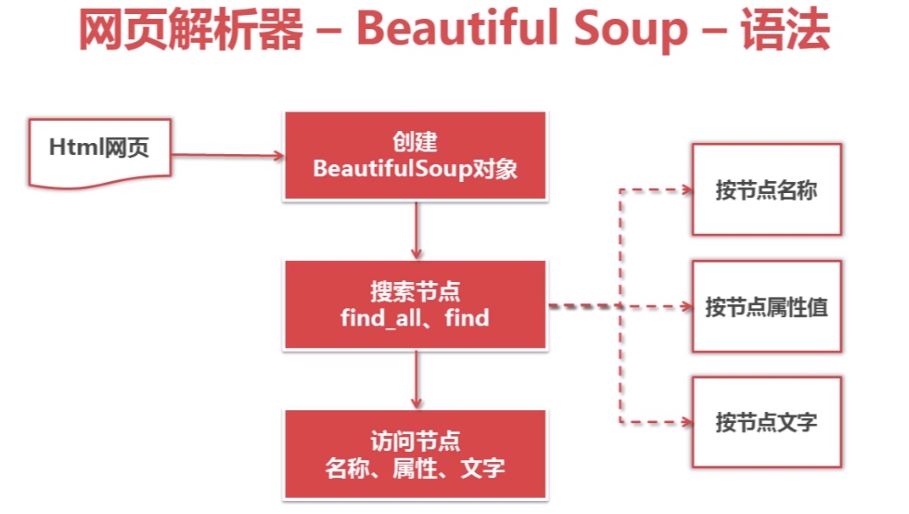 网页解析器 – Beautiful Soup – 语法
Html网页
创建
BeautifulSoup对象
搜索节点
find_all、find
访问节点
名称、属性、文字
按节点名称
按节点属性值
按节点文字